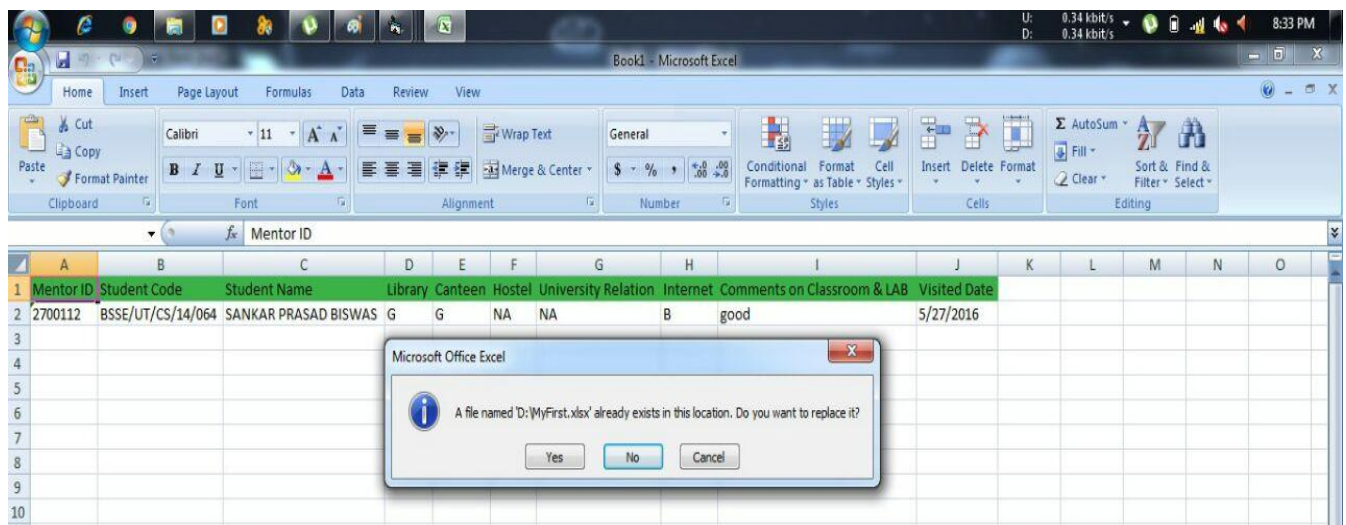 U: 0.34 kbit/s
D: 0.34 kbit/s
8:33 PM
Book1 - Microsoft Excel
Home Insert Page Layout Formulas Data Review View
Paste
Cut
Copy
Format Painter
Clipboard
Calibri 11
B I U
Font
Wrap Text
Merge & Center
Alignment
General
$ % , .0 .00 .00 .0
Number
Conditional Formatting
Format as Table
Cell Styles
Styles
Insert Delete Format
Cells
Σ AutoSum
Fill
Clear
Sort & Filter
Find & Select
Editing
fx Mentor ID
A B C D E F G H I J K L M N O
1 Mentor ID Student Code Student Name Library Canteen Hostel University Relation Internet Comments on Classroom & LAB Visited Date
2 2700112 BSSE/UT/CS/14/064 SANKAR PRASAD BISWAS G G NA NA B good 5/27/2016
3
4
5
6
7
8
9
10
Microsoft Office Excel
A file named 'D:\MyFirst.xlsx' already exists in this location. Do you want to replace it?
Yes No Cancel